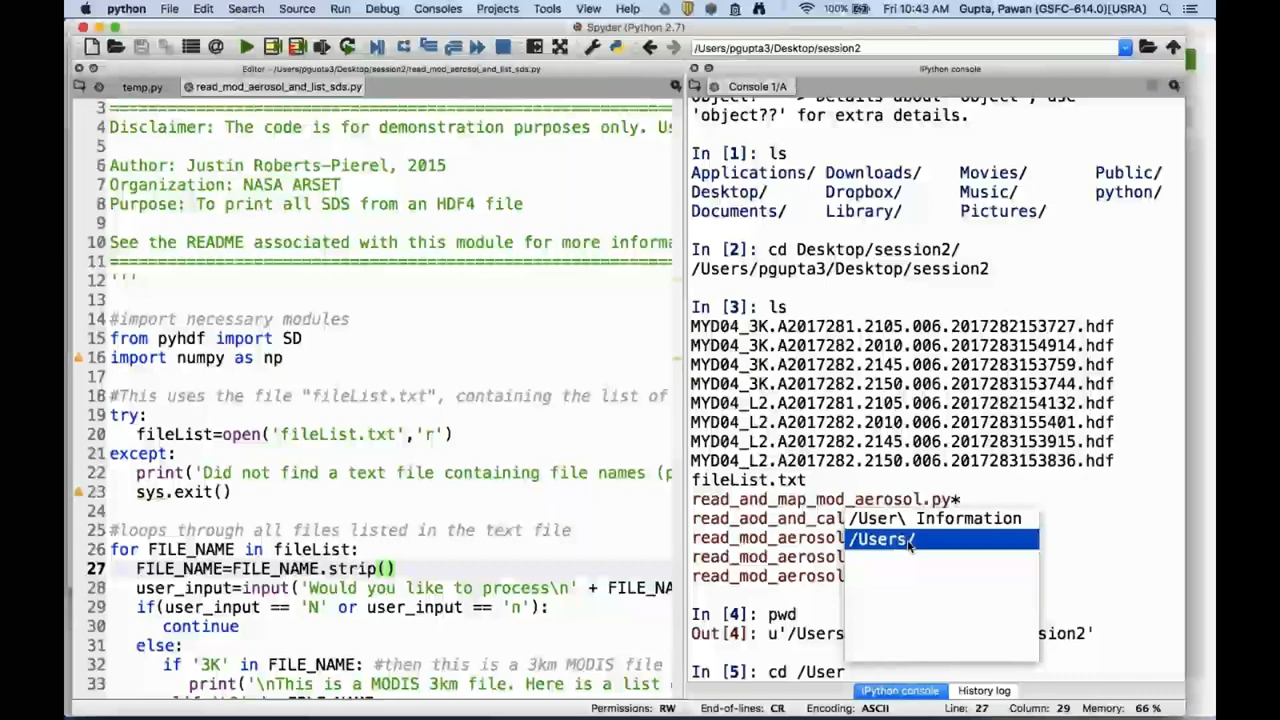 python File Edit Search Source Run Debug Consoles Projects Tools View Help 100% Fri 10:43 AM Gupta, Pawan (GSFC-614.0)[USRA]
Spyder (Python 2.7)
/Users/pgupta3/Desktop/session2
Editor - /Users/pgupta3/Desktop/session2/read_mod_aerosol_and_list_sds.py
temp.py read_mod_aerosol_and_list_sds.py
3 ================================================
4 Disclaimer: The code is for demonstration purposes only. Us
5
6 Author: Justin Roberts-Pierel, 2015
7 Organization: NASA ARSET
8 Purpose: To print all SDS from an HDF4 file
9
10 See the README associated with this module for more informa
11 ================================================
12 '''
13
14 #import necessary modules
15 from pyhdf import SD
16 import numpy as np
17
18 #This uses the file "fileList.txt", containing the list of
19 try:
20 fileList=open('fileList.txt','r')
21 except:
22 print('Did not find a text file containing file names (p
23 sys.exit()
24
25 #loops through all files listed in the text file
26 for FILE_NAME in fileList:
27 FILE_NAME=FILE_NAME.strip()
28 user_input=input('Would you like to process\n' + FILE_NA
29 if(user_input == 'N' or user_input == 'n'):
30 continue
31 else:
32 if '3K' in FILE_NAME: #then this is a 3km MODIS file
33 print('\nThis is a MODIS 3km file. Here is a list
IPython console
Console 1/A
object? -> Details about 'object', use
'object??' for extra details.
In [1]: ls
Applications/ Downloads/ Movies/ Public/
Desktop/ Dropbox/ Music/ python/
Documents/ Library/ Pictures/
In [2]: cd Desktop/session2/
/Users/pgupta3/Desktop/session2
In [3]: ls
MYD04_3K.A2017281.2105.006.2017282153727.hdf
MYD04_3K.A2017282.2010.006.2017283154914.hdf
MYD04_3K.A2017282.2145.006.2017283153759.hdf
MYD04_3K.A2017282.2150.006.2017283153744.hdf
MYD04_L2.A2017281.2105.006.2017282154132.hdf
MYD04_L2.A2017282.2010.006.2017283155401.hdf
MYD04_L2.A2017282.2145.006.2017283153915.hdf
MYD04_L2.A2017282.2150.006.2017283153836.hdf
fileList.txt
read_and_map_mod_aerosol.py*
read_aod_and_cal
/User\ Information
read_mod_aerosol
/Users/
read_mod_aerosol
read_mod_aerosol
In [4]: pwd
Out[4]: u'/Users sion2'
In [5]: cd /User
IPython console History log
Permissions: RW End-of-lines: CR Encoding: ASCII Line: 27 Column: 29 Memory: 66 %